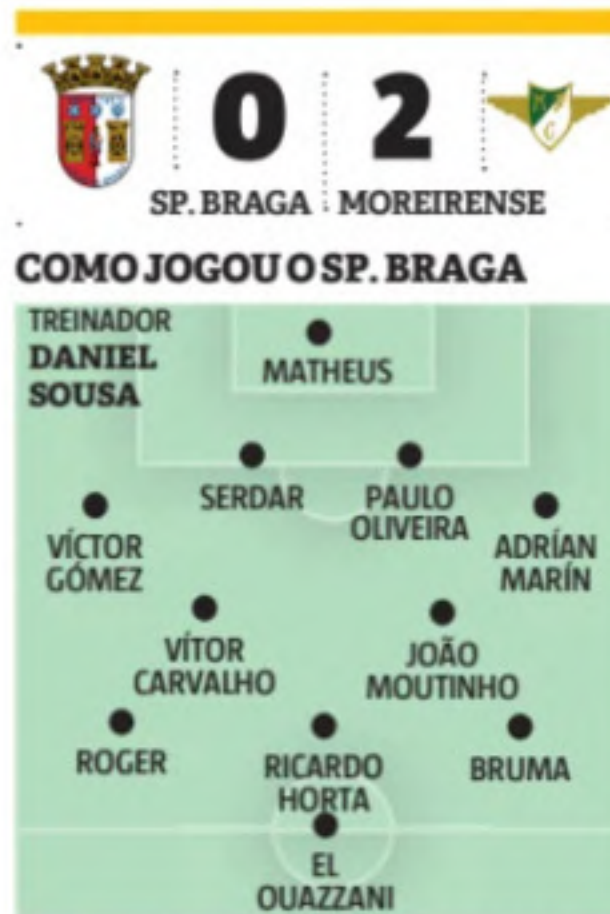 0 2
SP. BRAGA MOREIRENSE
COMO JOGOU O SP. BRAGA
TREINADOR
DANIEL
SOUSA
MATHEUS
SERDAR
PAULO
OLIVEIRA
VÍCTOR
GÓMEZ
ADRÍAN
MARÍN
VÍTOR
CARVALHO
JOÃO
MOUTINHO
ROGER
RICARDO
HORTA
BRUMA
EL
OUAZZANI